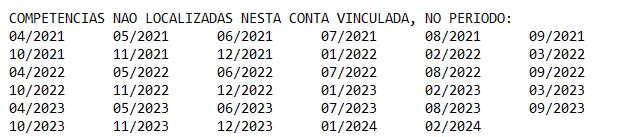 COMPETENCIAS NAO LOCALIZADAS NESTA CONTA VINCULADA, NO PERIODO:
04/2021 05/2021 06/2021 07/2021 08/2021 09/2021
10/2021 11/2021 12/2021 01/2022 02/2022 03/2022
04/2022 05/2022 06/2022 07/2022 08/2022 09/2022
10/2022 11/2022 12/2022 01/2023 02/2023 03/2023
04/2023 05/2023 06/2023 07/2023 08/2023 09/2023
10/2023 11/2023 12/2023 01/2024 02/2024